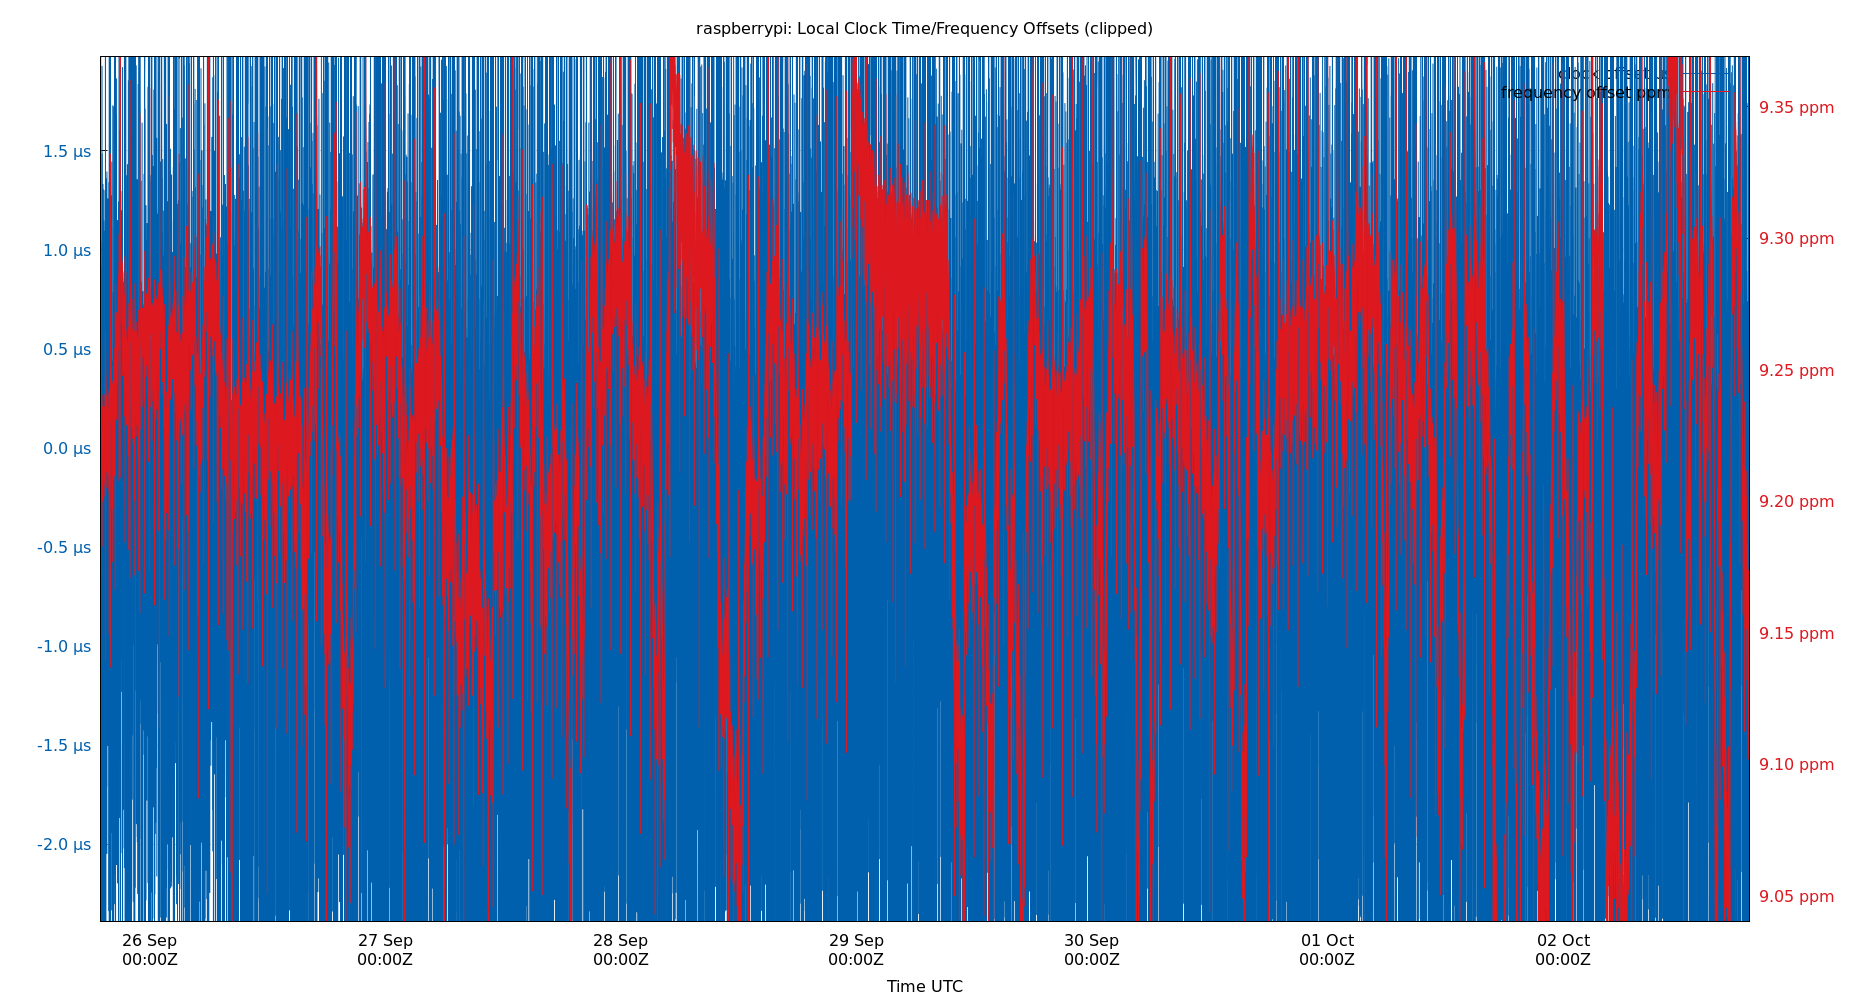 raspberrypi: Local Clock Time/Frequency Offsets (clipped)
clock offset µs
frequency offset ppm
1.5 µs
1.0 µs
0.5 µs
0.0 µs
-0.5 µs
-1.0 µs
-1.5 µs
-2.0 µs
9.35 ppm
9.30 ppm
9.25 ppm
9.20 ppm
9.15 ppm
9.10 ppm
9.05 ppm
26 Sep
00:00Z
27 Sep
00:00Z
28 Sep
00:00Z
29 Sep
00:00Z
30 Sep
00:00Z
01 Oct
00:00Z
02 Oct
00:00Z
Time UTC